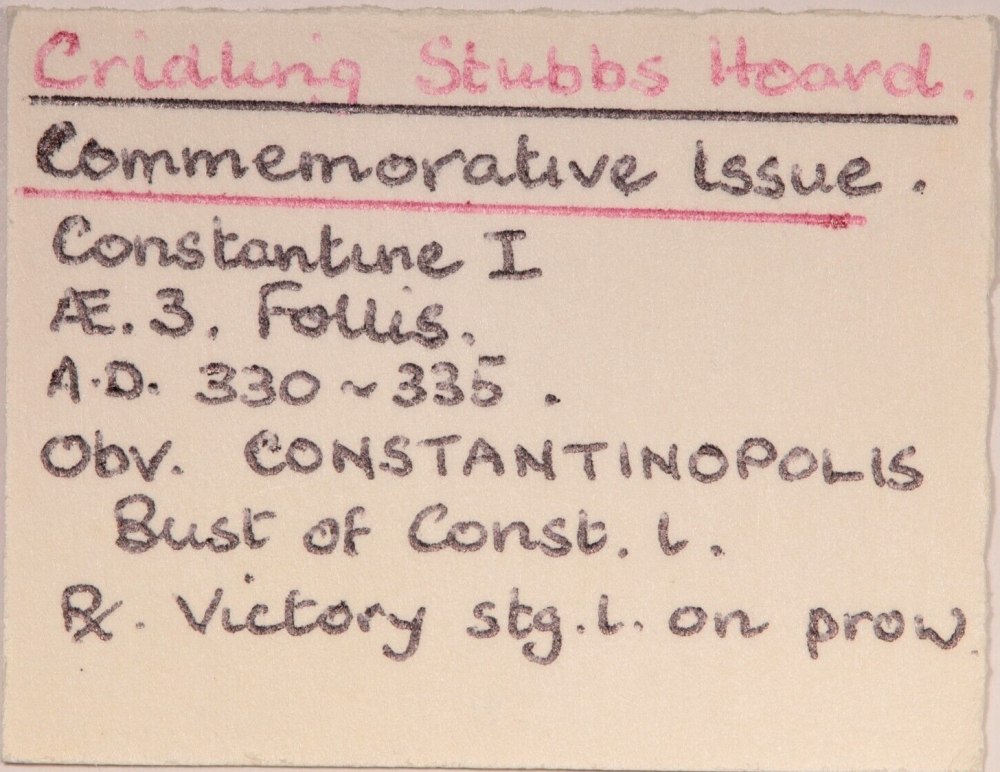 Cridling Stubbs Hoard.
Commemorative Issue.
Constantine I
Æ. 3. Follis.
A.D. 330 ~ 335.
Obv. CONSTANTINOPOLIS
Bust of Const. l.
℞. Victory stg. l. on prow.